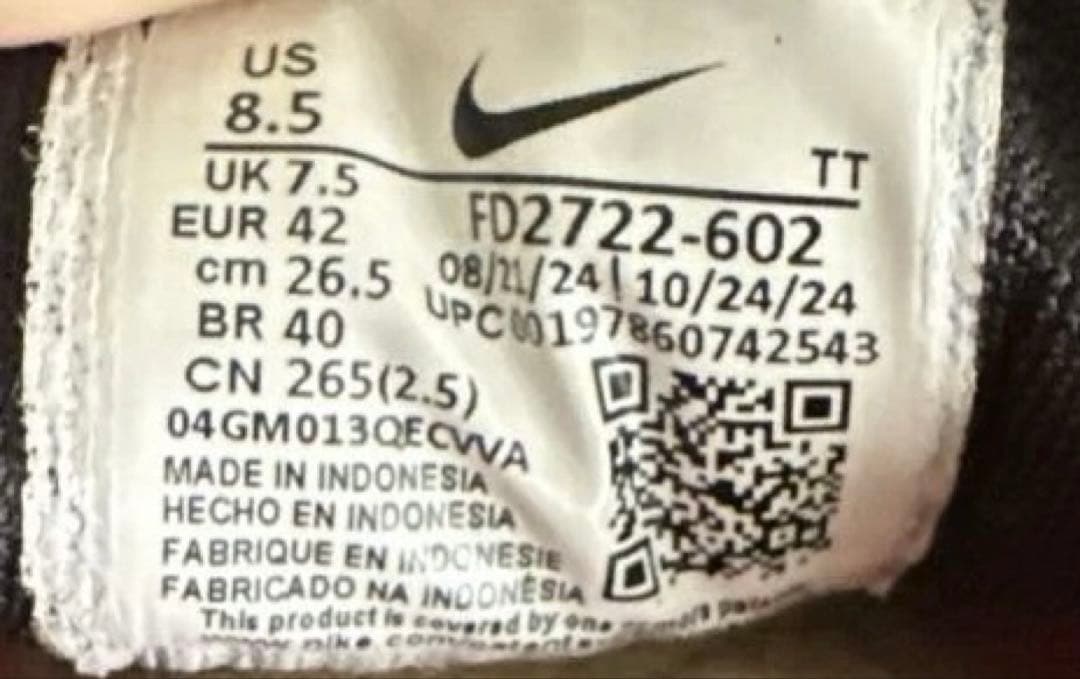 US
8.5
TT
UK 7.5
FD2722-602
EUR 42
08/21/24 | 10/24/24
cm 26.5
UPC 00197860742543
BR 40
CN 265(2.5)
04GM013QECVVA
MADE IN INDONESIA
HECHO EN INDONESIA
FABRIQUE EN INDONESIE
FABRICADO NA INDONÊSIA
This product is covered by one